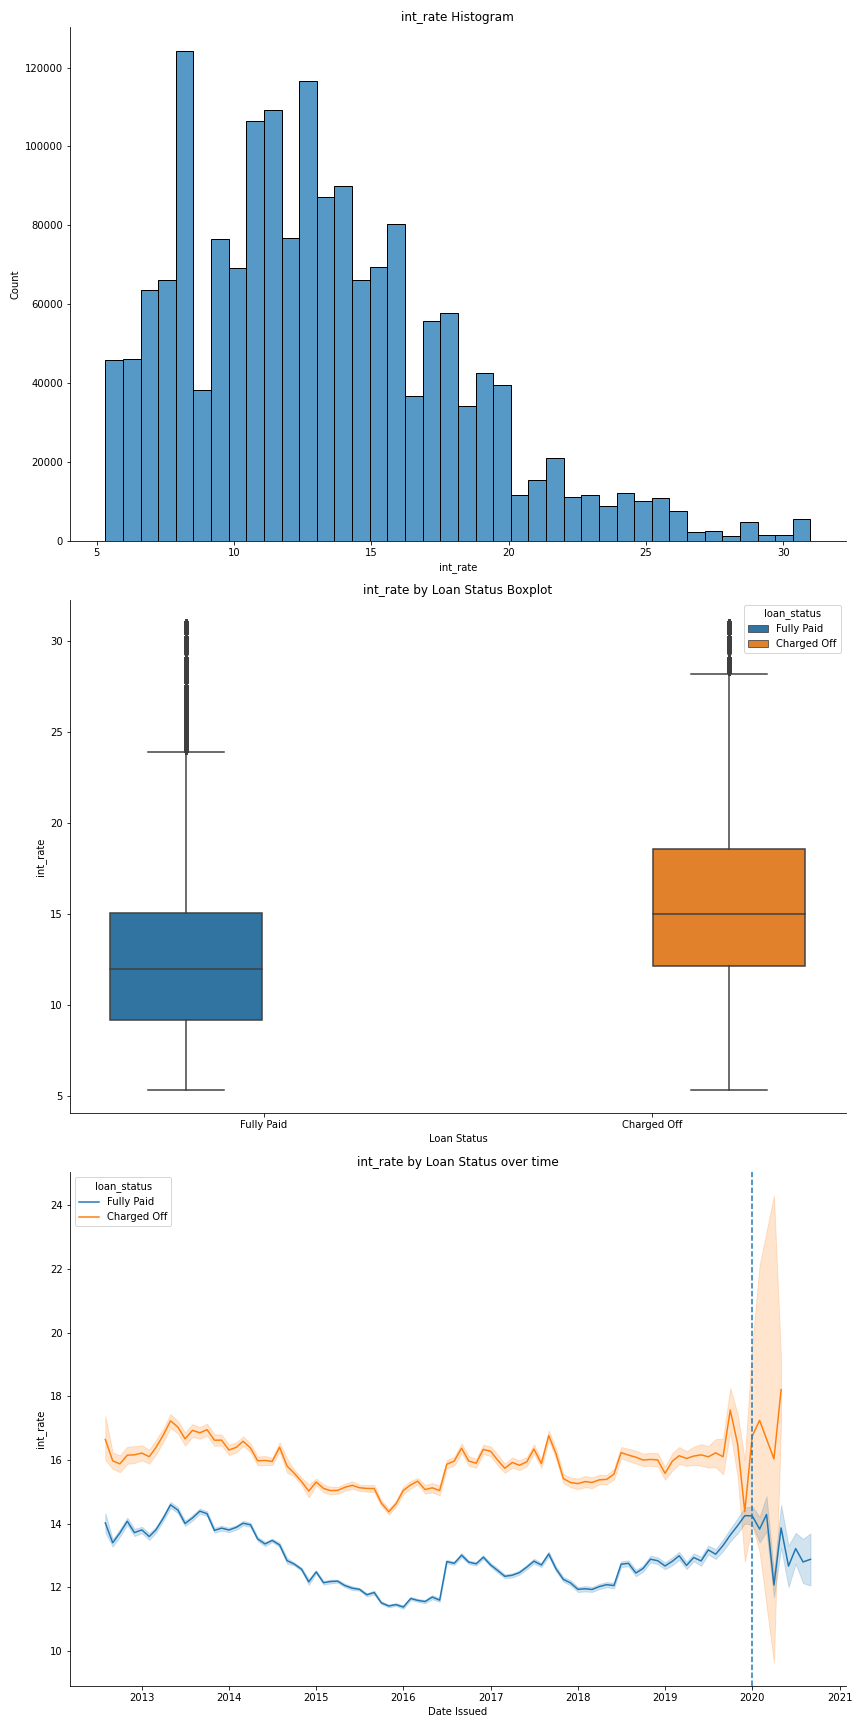 int_rate Histogram
120000
100000
80000
60000
40000
20000
0
Count
5 10 15 20 25 30
int_rate
int_rate by Loan Status Boxplot
loan_status
Fully Paid
Charged Off
30
25
20
15
10
5
int_rate
Fully Paid Charged Off
Loan Status
int_rate by Loan Status over time
loan_status
Fully Paid
Charged Off
24
22
20
18
16
14
12
10
int_rate
2013 2014 2015 2016 2017 2018 2019 2020 2021
Date Issued